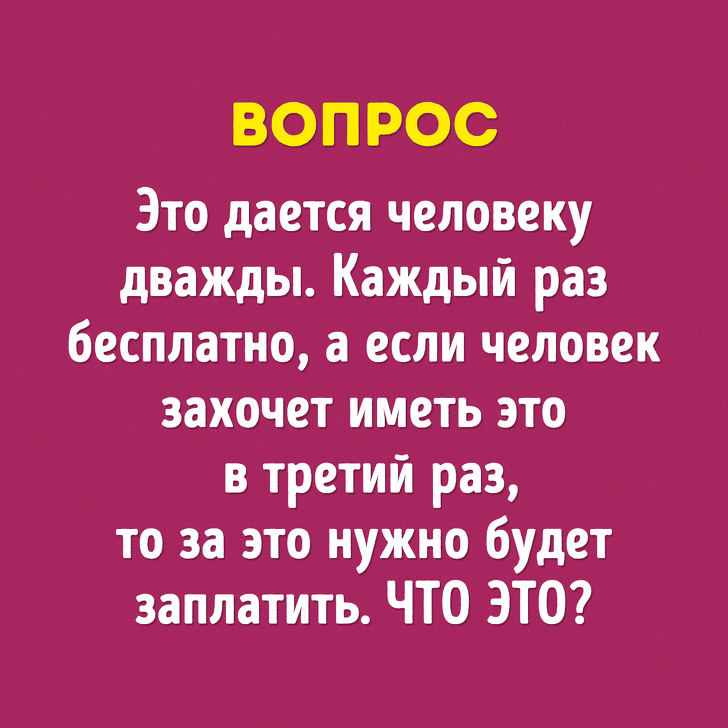 ВОПРОС
Это дается человеку
дважды. Каждый раз
бесплатно, а если человек
захочет иметь это
в третий раз,
то за это нужно будет
заплатить. ЧТО ЭТО?